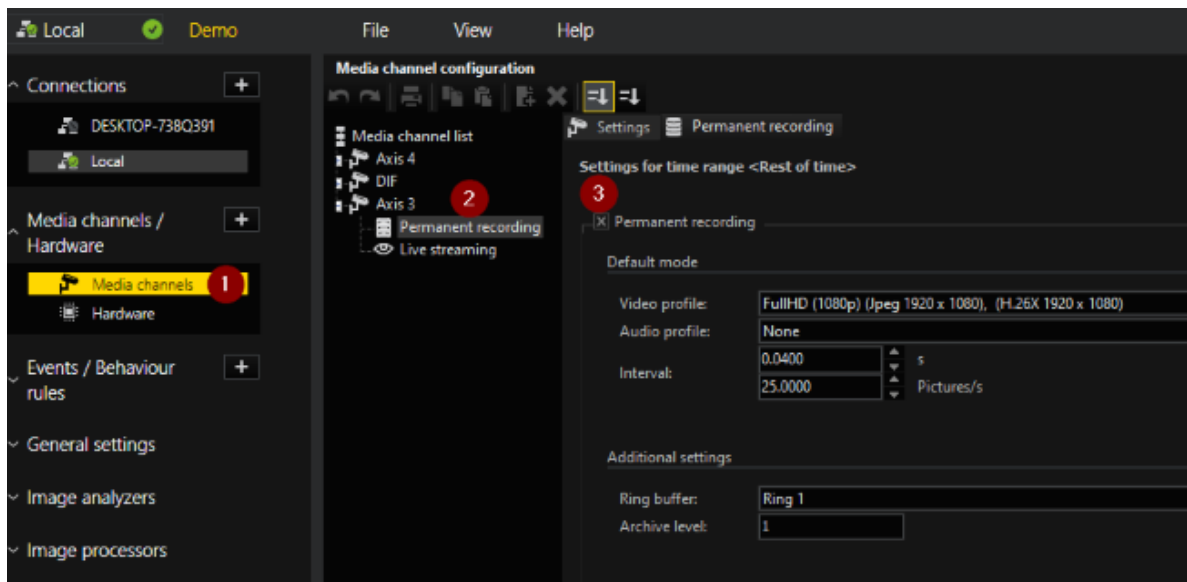 Local Demo File View Help
Connections +
DESKTOP-738Q391
Local
Media channels / +
Hardware
Media channels 1
Hardware
Events / Behaviour +
rules
General settings
Image analyzers
Image processors
Media channel configuration
Media channel list
Axis 4
DIF
Axis 3
2
Permanent recording
Live streaming
Settings Permanent recording
Settings for time range <Rest of time>
3
Permanent recording
Default mode
Video profile: FullHD (1080p) (Jpeg 1920 x 1080), (H.26X 1920 x 1080)
Audio profile: None
Interval: 0.0400 s
25.0000 Pictures/s
Additional settings
Ring buffer: Ring 1
Archive level: 1